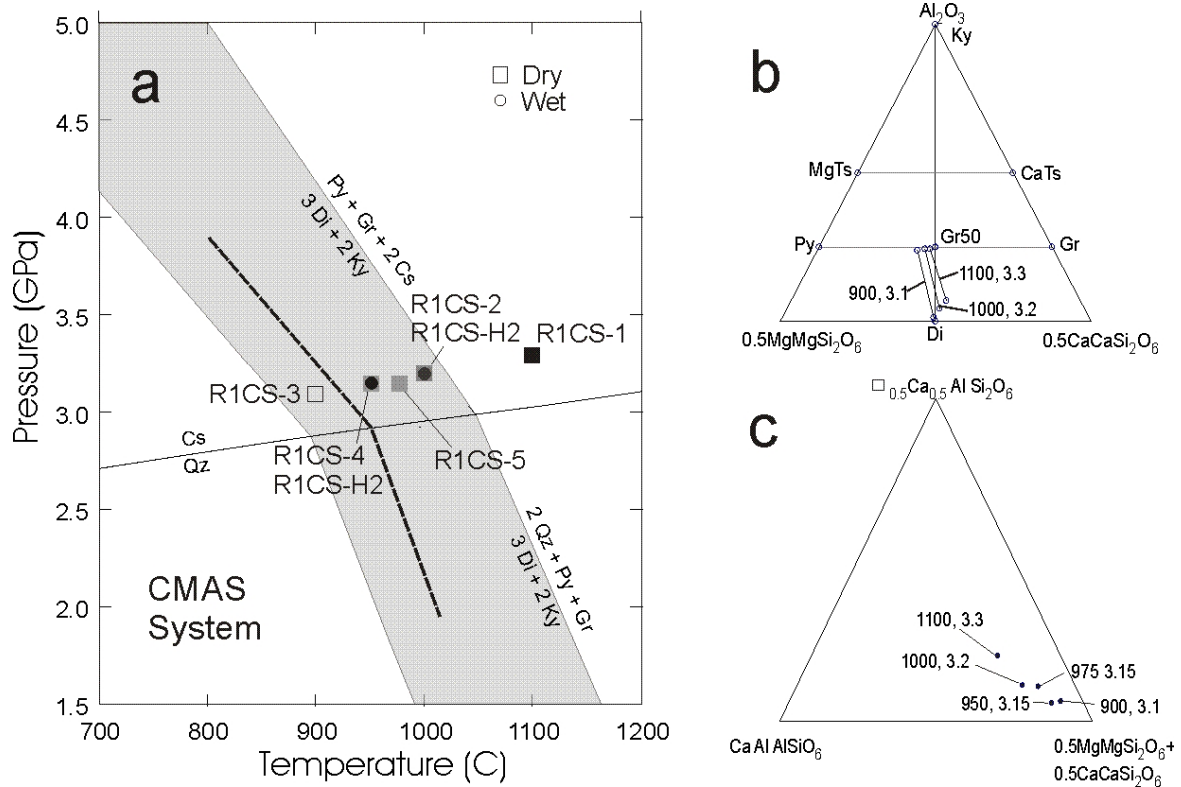 a
Dry
Wet
5.0
4.5
4.0
3.5
3.0
2.5
2.0
1.5
Pressure (GPa)
700
800
900
1000
1100
1200
Temperature (C)
Py + Gr + 2 Cs
3 Di + 2 Ky
R1CS-2
R1CS-H2
R1CS-1
R1CS-3
Cs
Qz
R1CS-4
R1CS-H2
R1CS-5
2 Qz + Py + Gr
3 Di + 2 Ky
CMAS
System
b
Al₂O₃
Ky
MgTs
CaTs
Py
Gr50
Gr
900, 3.1
1100, 3.3
1000, 3.2
Di
0.5MgMgSi₂O₆
0.5CaCaSi₂O₆
c
□₀.₅Ca₀.₅ Al Si₂O₆
1100, 3.3
1000, 3.2
975 3.15
950, 3.15
900, 3.1
Ca Al AlSiO₆
0.5MgMgSi₂O₆+
0.5CaCaSi₂O₆